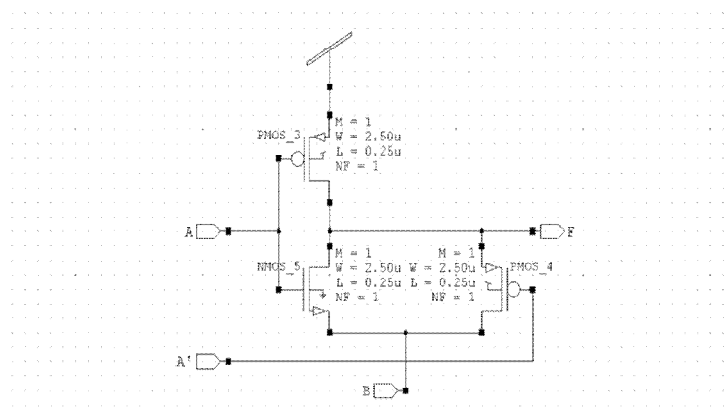 M = 1
PMOS_3 W = 2.50u
L = 0.25u
NF = 1
A F
M = 1 M = 1
NMOS_5 W = 2.50u W = 2.50u PMOS_4
L = 0.25u L = 0.25u
NF = 1 NF = 1
A'
B